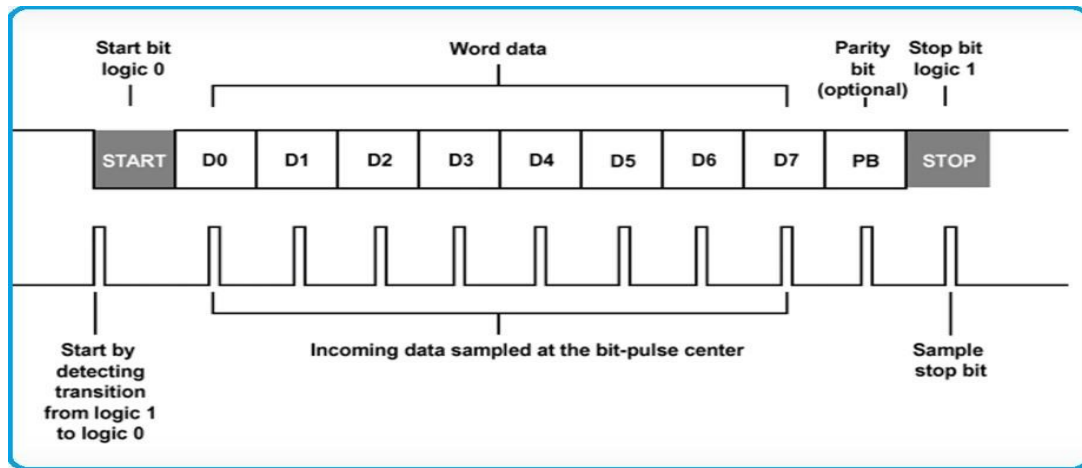 Start bit
logic 0
Word data
Parity
bit
(optional)
Stop bit
logic 1
START D0 D1 D2 D3 D4 D5 D6 D7 PB STOP
Start by
detecting
transition
from logic 1
to logic 0
Incoming data sampled at the bit-pulse center
Sample
stop bit